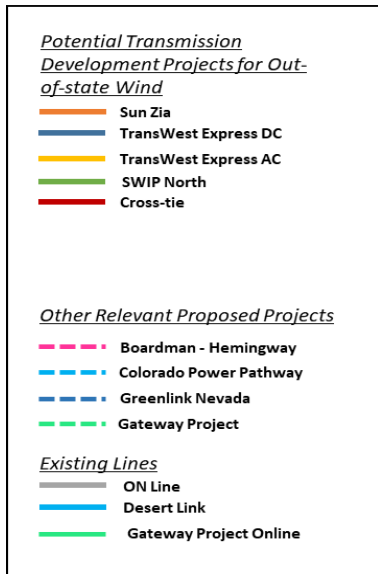 Potential Transmission
Development Projects for Out-
of-state Wind
Sun Zia
TransWest Express DC
TransWest Express AC
SWIP North
Cross-tie
Other Relevant Proposed Projects
Boardman - Hemingway
Colorado Power Pathway
Greenlink Nevada
Gateway Project
Existing Lines
ON Line
Desert Link
Gateway Project Online